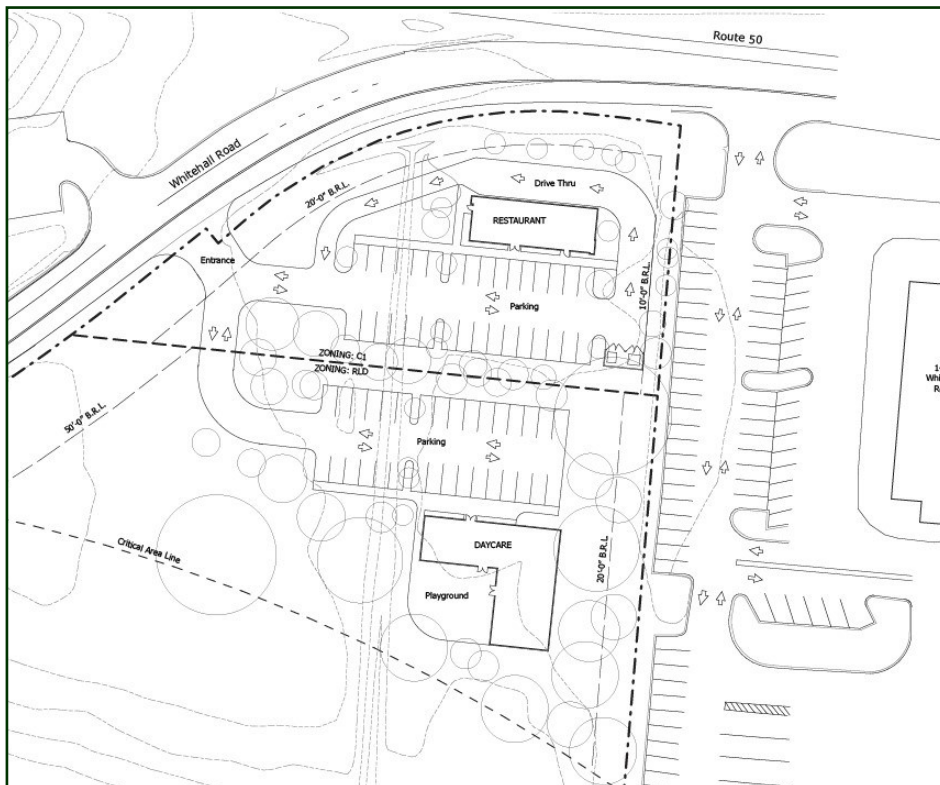 Route 50
Whitehall Road
20'-0" B.R.L.
Drive Thru
RESTAURANT
Entrance
10'-0" B.R.L.
Parking
ZONING: C1
ZONING: RLD
50'-0" B.R.L.
Parking
Critical Area Line
DAYCARE
20'-0" B.R.L.
Playground